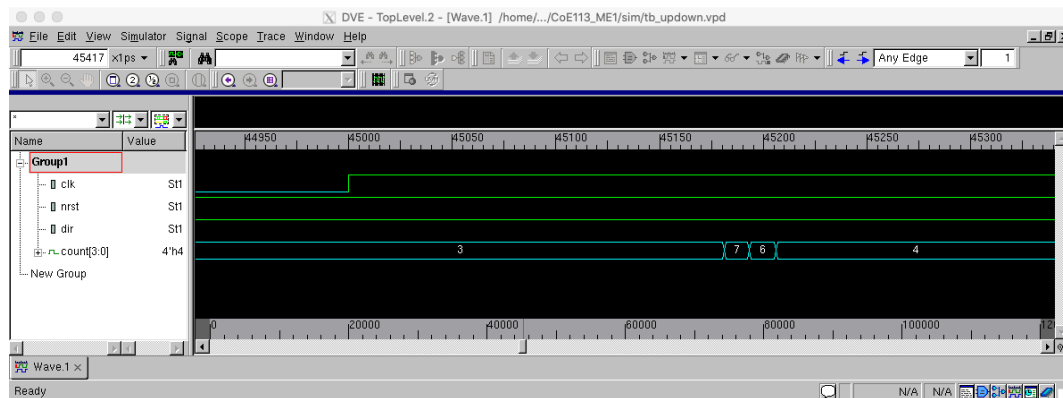 DVE - TopLevel.2 - [Wave.1] /home/.../CoE113_ME1/sim/tb_updown.vpd
File Edit View Simulator Signal Scope Trace Window Help
45417 x1ps Any Edge 1
*
Name Value
44950 45000 45050 45100 45150 45200 45250 45300
Group1
clk St1
nrst St1
dir St1
count[3:0] 4'h4 3 7 6 4
New Group
0 20000 40000 60000 80000 100000 12
Wave.1
Ready N/A N/A